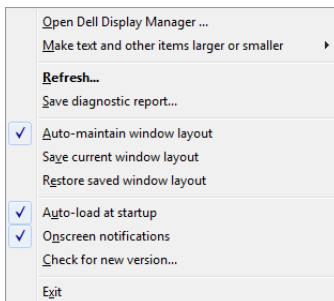 Open Dell Display Manager ...
Make text and other items larger or smaller
Refresh...
Save diagnostic report...
Auto-maintain window layout
Save current window layout
Restore saved window layout
Auto-load at startup
Onscreen notifications
Check for new version...
Exit